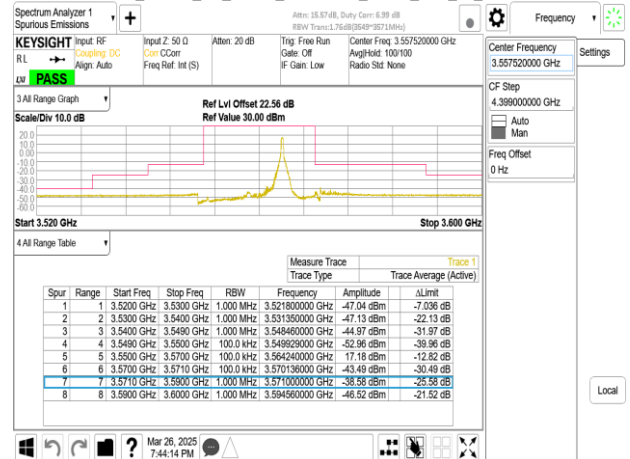 Spectrum Analyzer 1
Spurious Emissions
Attn: 15.57dB, Duty Corr: 6.99 dB
RBW Trans:1.76dB(3549~3571MHz)
Frequency
KEYSIGHT
RL
LXI PASS
Input: RF
Coupling: DC
Align: Auto
Input Z: 50 Ω
Corr CCorr
Freq Ref: Int (S)
Atten: 20 dB
Trig: Free Run
Gate: Off
IF Gain: Low
Center Freq: 3.557520000 GHz
Avg|Hold: 100/100
Radio Std: None
Center Frequency
3.557520000 GHz
Settings
CF Step
4.399000000 GHz
Auto
Man
Freq Offset
0 Hz
3 All Range Graph
Scale/Div 10.0 dB
Ref Lvl Offset 22.56 dB
Ref Value 30.00 dBm
20.0
10.0
0.00
-10.0
-20.0
-30.0
-40.0
-50.0
-60.0
Start 3.520 GHz
Stop 3.600 GHz
4 All Range Table
Measure Trace Trace 1
Trace Type Trace Average (Active)
Spur Range Start Freq Stop Freq RBW Frequency Amplitude ΔLimit
1 1 3.5200 GHz 3.5300 GHz 1.000 MHz 3.521800000 GHz -47.04 dBm -7.036 dB
2 2 3.5300 GHz 3.5400 GHz 1.000 MHz 3.531350000 GHz -47.13 dBm -22.13 dB
3 3 3.5400 GHz 3.5490 GHz 1.000 MHz 3.548460000 GHz -44.97 dBm -31.97 dB
4 4 3.5490 GHz 3.5500 GHz 100.0 kHz 3.549929000 GHz -52.96 dBm -39.96 dB
5 5 3.5500 GHz 3.5700 GHz 100.0 kHz 3.564240000 GHz 17.18 dBm -12.82 dB
6 6 3.5700 GHz 3.5710 GHz 100.0 kHz 3.570136000 GHz -43.49 dBm -30.49 dB
7 7 3.5710 GHz 3.5900 GHz 1.000 MHz 3.571000000 GHz -38.58 dBm -25.58 dB
8 8 3.5900 GHz 3.6000 GHz 1.000 MHz 3.594560000 GHz -46.52 dBm -21.52 dB
Local
Mar 26, 2025
7:44:14 PM